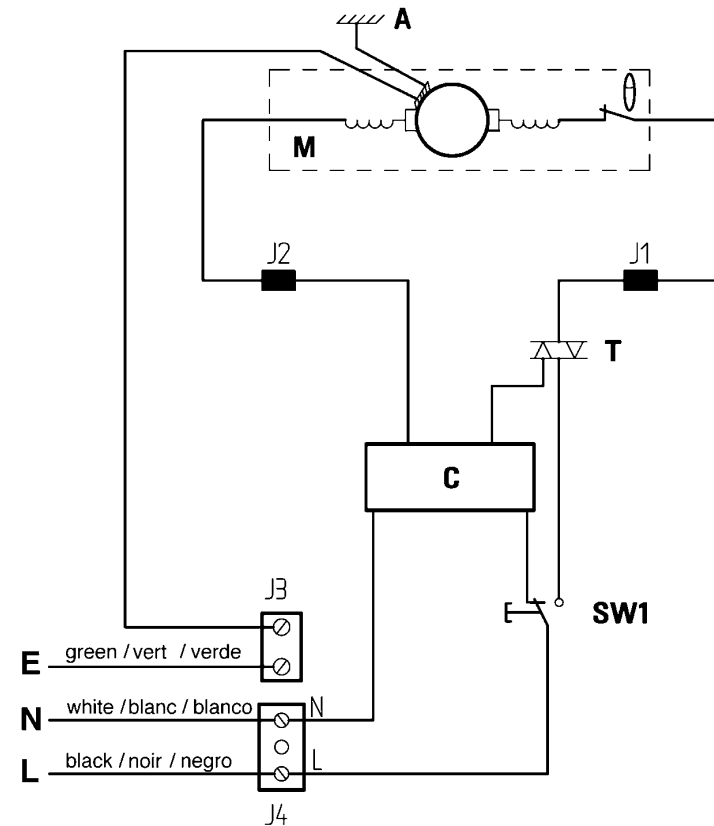 A
M
J2
J1
T
C
J3
SW1
E green / vert / verde
N white / blanc / blanco N
L black / noir / negro L
J4